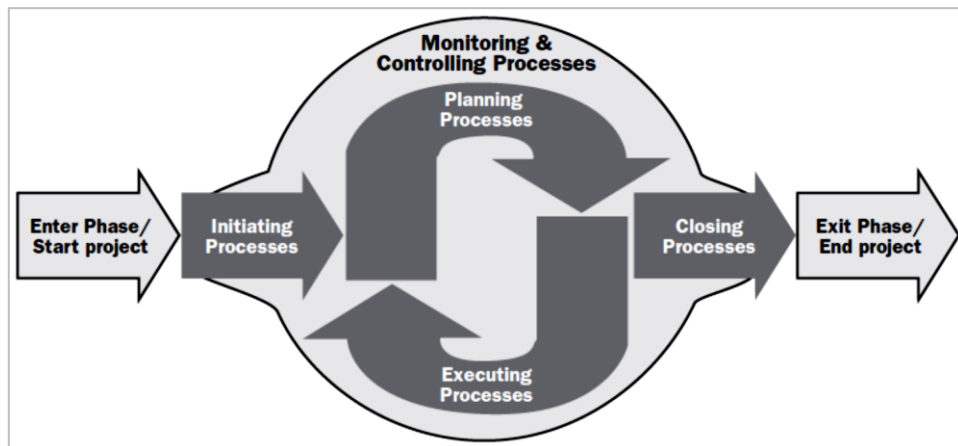 Monitoring &
Controlling Processes
Planning
Processes
Enter Phase/
Start project
Initiating
Processes
Closing
Processes
Exit Phase/
End project
Executing
Processes